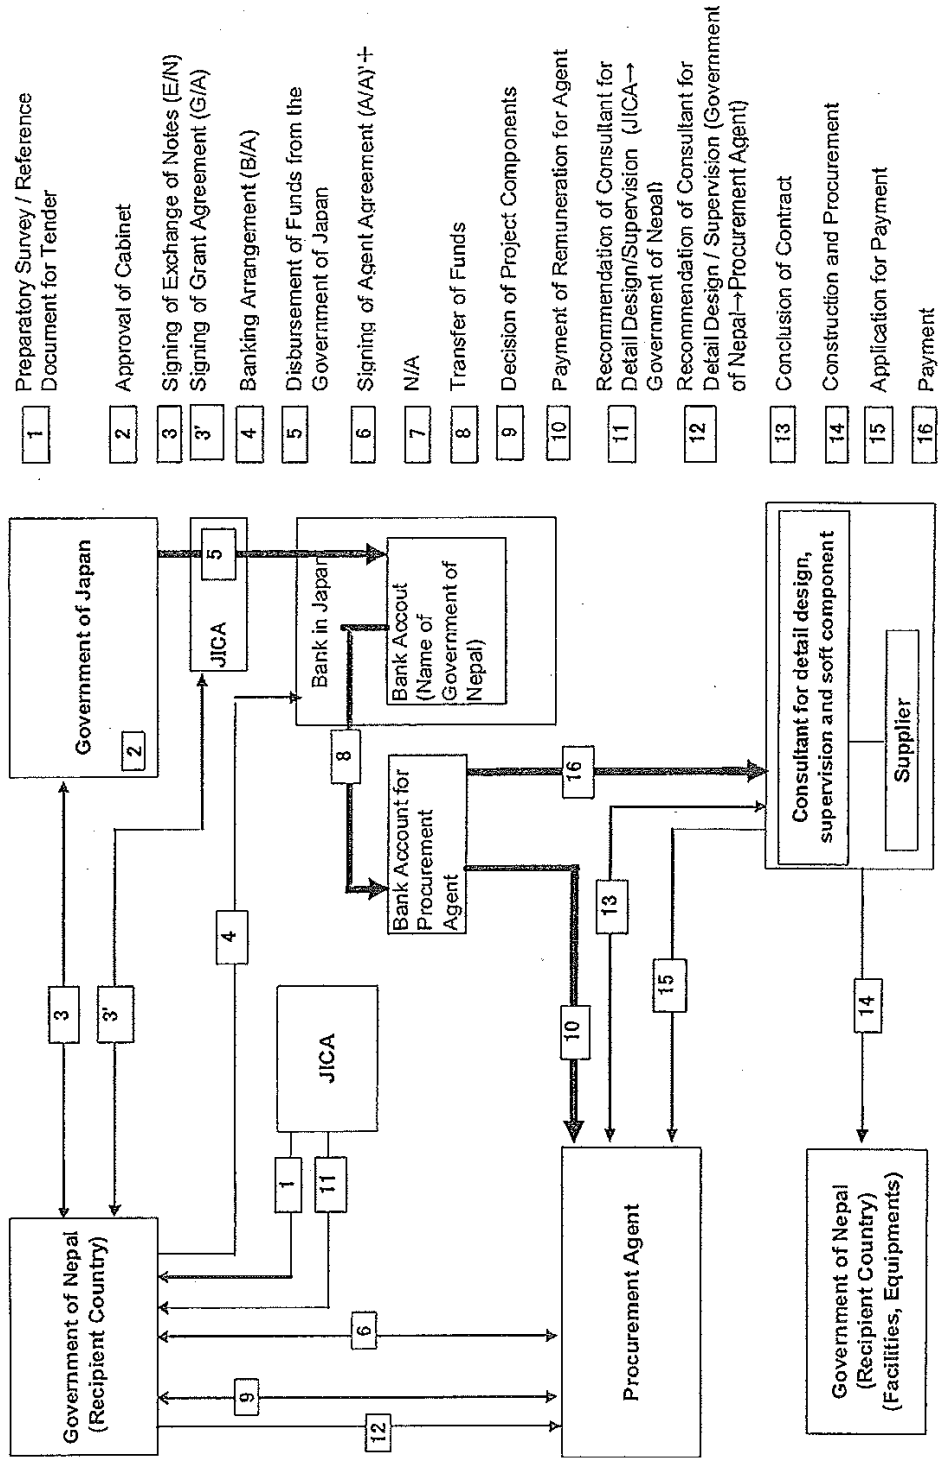 Government of Nepal
(Recipient Country)
3
3'
Government of Japan
2
JICA
5
4
1
11
JICA
Bank in Japan
Bank Accout
(Name of
Government of
Nepal)
8
Bank Account for
Procurement
Agent
9
6
12
10
16
Procurement Agent
13
15
Consultant for detail design,
supervision and soft component
Supplier
14
Government of Nepal
(Recipient Country)
(Facilities, Equipments)
1 Preparatory Survey / Reference
Document for Tender
2 Approval of Cabinet
3 Signing of Exchange of Notes (E/N)
3' Signing of Grant Agreement (G/A)
4 Banking Arrangement (B/A)
5 Disbursement of Funds from the
Government of Japan
6 Signing of Agent Agreement (A/A)'+
7 N/A
8 Transfer of Funds
9 Decision of Project Components
10 Payment of Remuneration for Agent
11 Recommendation of Consultant for
Detail Design/Supervision (JICA→
Government of Nepal)
12 Recommendation of Consultant for
Detail Design / Supervision (Government
of Nepal→Procurement Agent)
13 Conclusion of Contract
14 Construction and Procurement
15 Application for Payment
16 Payment